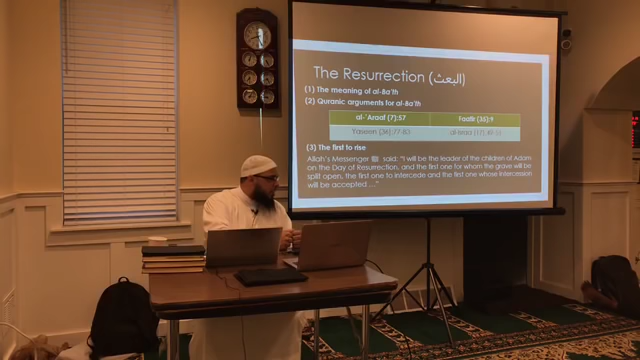 The Resurrection (البعث)
(1) The meaning of al-Ba'th
(2) Quranic arguments for al-Ba'th
al-`Araaf (7):57
Faatir (35):9
Yaseen (36):77-83
al-Israa (17):
(3) The first to rise
Allah's Messenger ﷺ said: "I will be the leader of the children of Adam
on the Day of Resurrection, and the first one for whom the grave will be
split open, the first one to intercede and the first one whose intercession
will be accepted …"